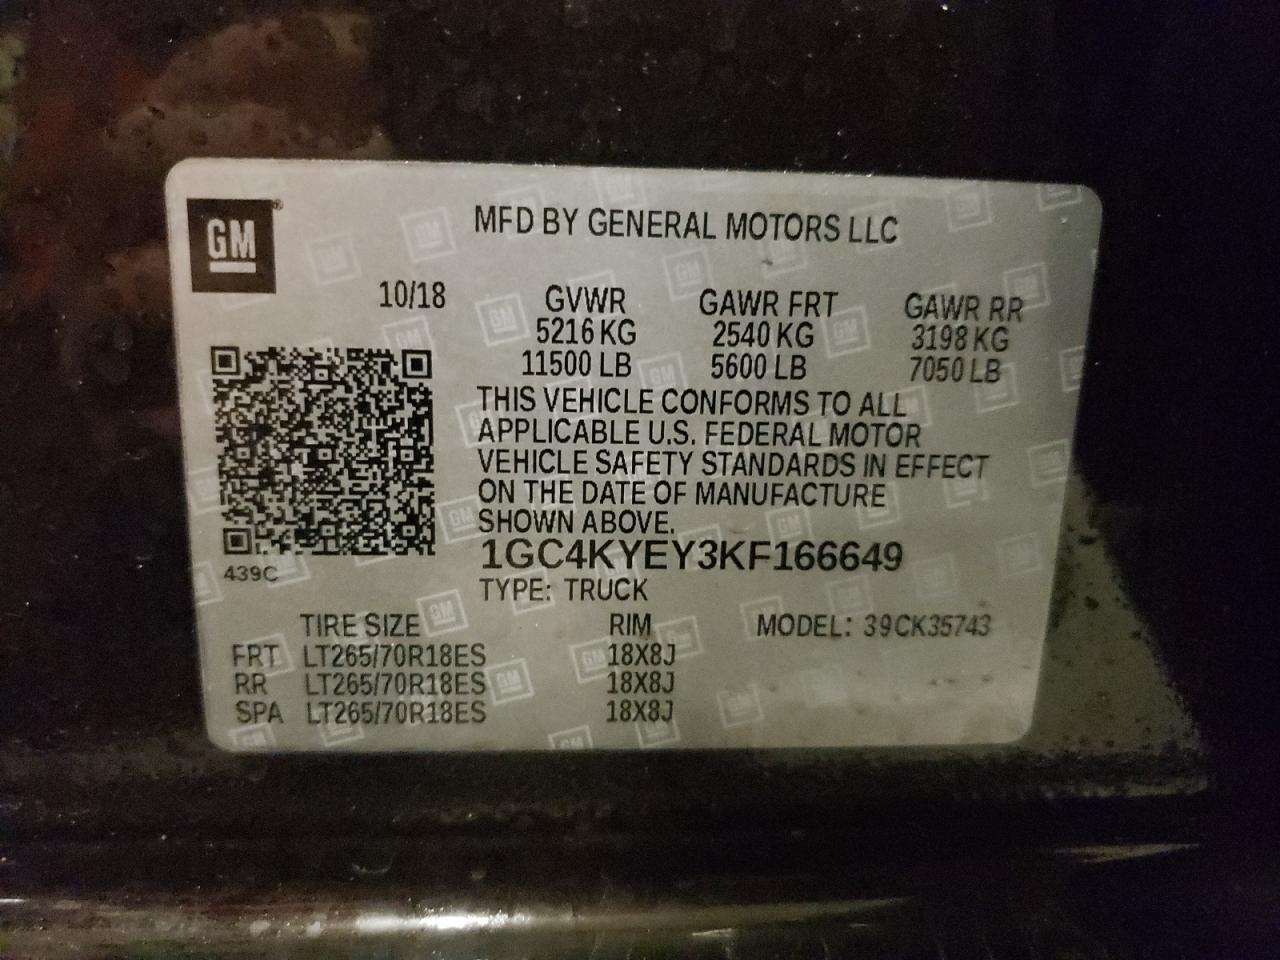 GM
MFD BY GENERAL MOTORS LLC
10/18 GVWR GAWR FRT GAWR RR
5216 KG 2540 KG 3198 KG
11500 LB 5600 LB 7050 LB
THIS VEHICLE CONFORMS TO ALL
APPLICABLE U.S. FEDERAL MOTOR
VEHICLE SAFETY STANDARDS IN EFFECT
ON THE DATE OF MANUFACTURE
SHOWN ABOVE.
1GC4KYEY3KF166649
439C
TYPE: TRUCK
TIRE SIZE RIM MODEL: 39CK35743
FRT LT265/70R18ES 18X8J
RR LT265/70R18ES 18X8J
SPA LT265/70R18ES 18X8J